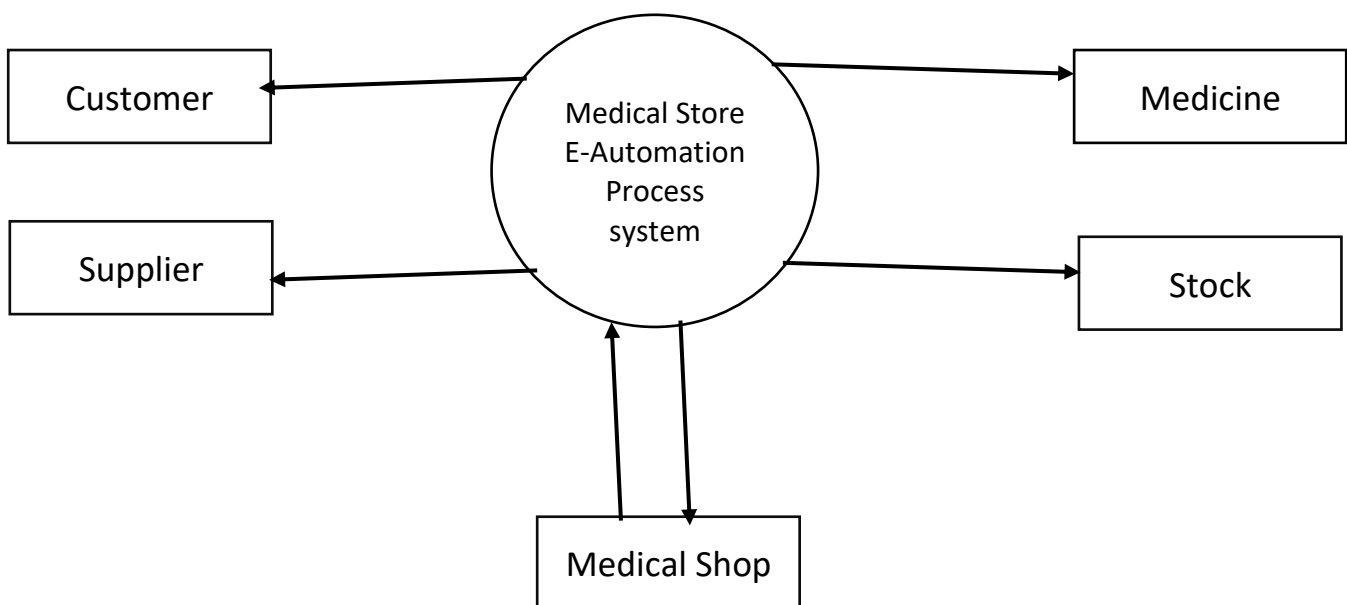 Customer
Medical Store
E-Automation
Process
system
Medicine
Supplier
Stock
Medical Shop